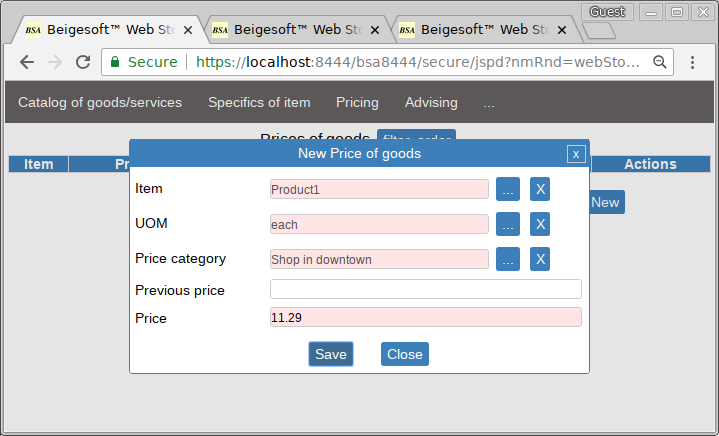 Guest
BSA Beigesoft™ Web Sto BSA Beigesoft™ Web Sto BSA Beigesoft™ Web Sto
Secure https://localhost:8444/bsa8444/secure/jspd?nmRnd=webSto...
Catalog of goods/services Specifics of item Pricing Advising ...
Prices of goods filter, order
New Price of goods x
Item Actions
Item Product1 ... X
New
UOM each ... X
Price category Shop in downtown ... X
Previous price
Price 11.29
Save Close